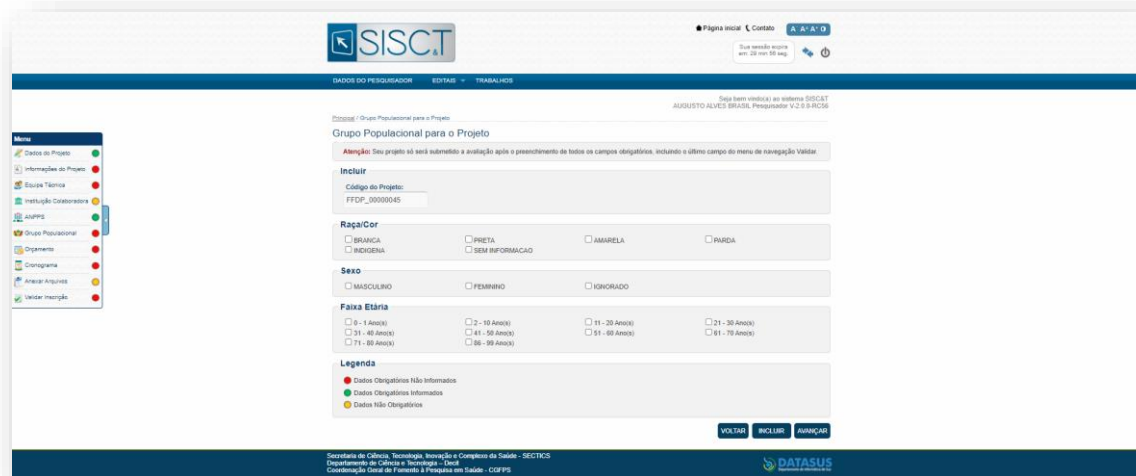 SISC&T
Página inicial Contato A A+ A- O
Sua sessão expira
em: 29 min 56 seg.
DADOS DO PESQUISADOR EDITAIS TRABALHOS
Seja bem vindo(a) ao sistema SISC&T
AUGUSTO ALVES BRASIL Pesquisador V-2.0.0-RC56
Principal / Grupo Populacional para o Projeto
Grupo Populacional para o Projeto
Atenção: Seu projeto só será submetido a avaliação após o preenchimento de todos os campos obrigatórios, incluindo o último campo do menu de navegação Validar.
Menu
Dados do Projeto
Informações do Projeto
Equipe Técnica
Instituição Colaboradora
ANPPS
Grupo Populacional
Orçamento
Cronograma
Anexar Arquivos
Validar Inscrição
Incluir
Código do Projeto:
FFDP_00000045
Raça/Cor
BRANCA PRETA AMARELA PARDA
INDIGENA SEM INFORMACAO
Sexo
MASCULINO FEMININO IGNORADO
Faixa Etária
0 - 1 Ano(s) 2 - 10 Ano(s) 11 - 20 Ano(s) 21 - 30 Ano(s)
31 - 40 Ano(s) 41 - 50 Ano(s) 51 - 60 Ano(s) 61 - 70 Ano(s)
71 - 80 Ano(s) 86 - 99 Ano(s)
Legenda
Dados Obrigatórios Não Informados
Dados Obrigatórios Informados
Dados Não Obrigatórios
VOLTAR INCLUIR AVANÇAR
Secretaria de Ciência, Tecnologia, Inovação e Complexo da Saúde - SECTICS
Departamento de Ciência e Tecnologia – Decit
Coordenação Geral de Fomento à Pesquisa em Saúde - CGFPS
DATASUS